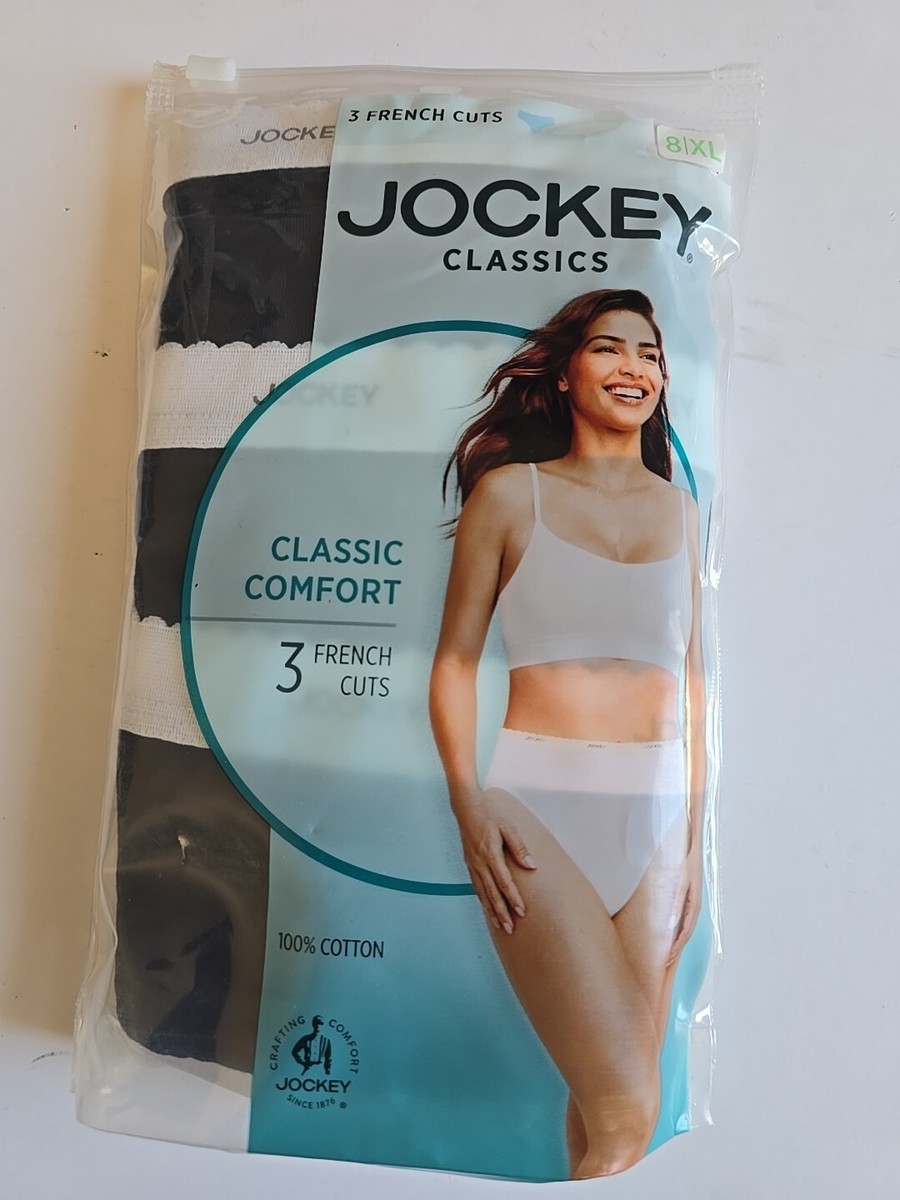 3 FRENCH CUTS
8|XL
JOCKE
JOCKEY®
CLASSICS
JOCKEY
CLASSIC
COMFORT
3 FRENCH
CUTS
100% COTTON
CRAFTING COMFORT
JOCKEY
SINCE 1876 ®